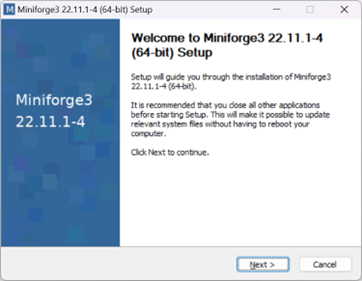 Miniforge3 22.11.1-4 (64-bit) Setup
Miniforge3
22.11.1-4
Welcome to Miniforge3 22.11.1-4
(64-bit) Setup
Setup will guide you through the installation of Miniforge3
22.11.1-4 (64-bit).
It is recommended that you close all other applications
before starting Setup. This will make it possible to update
relevant system files without having to reboot your
computer.
Click Next to continue.
Next >
Cancel